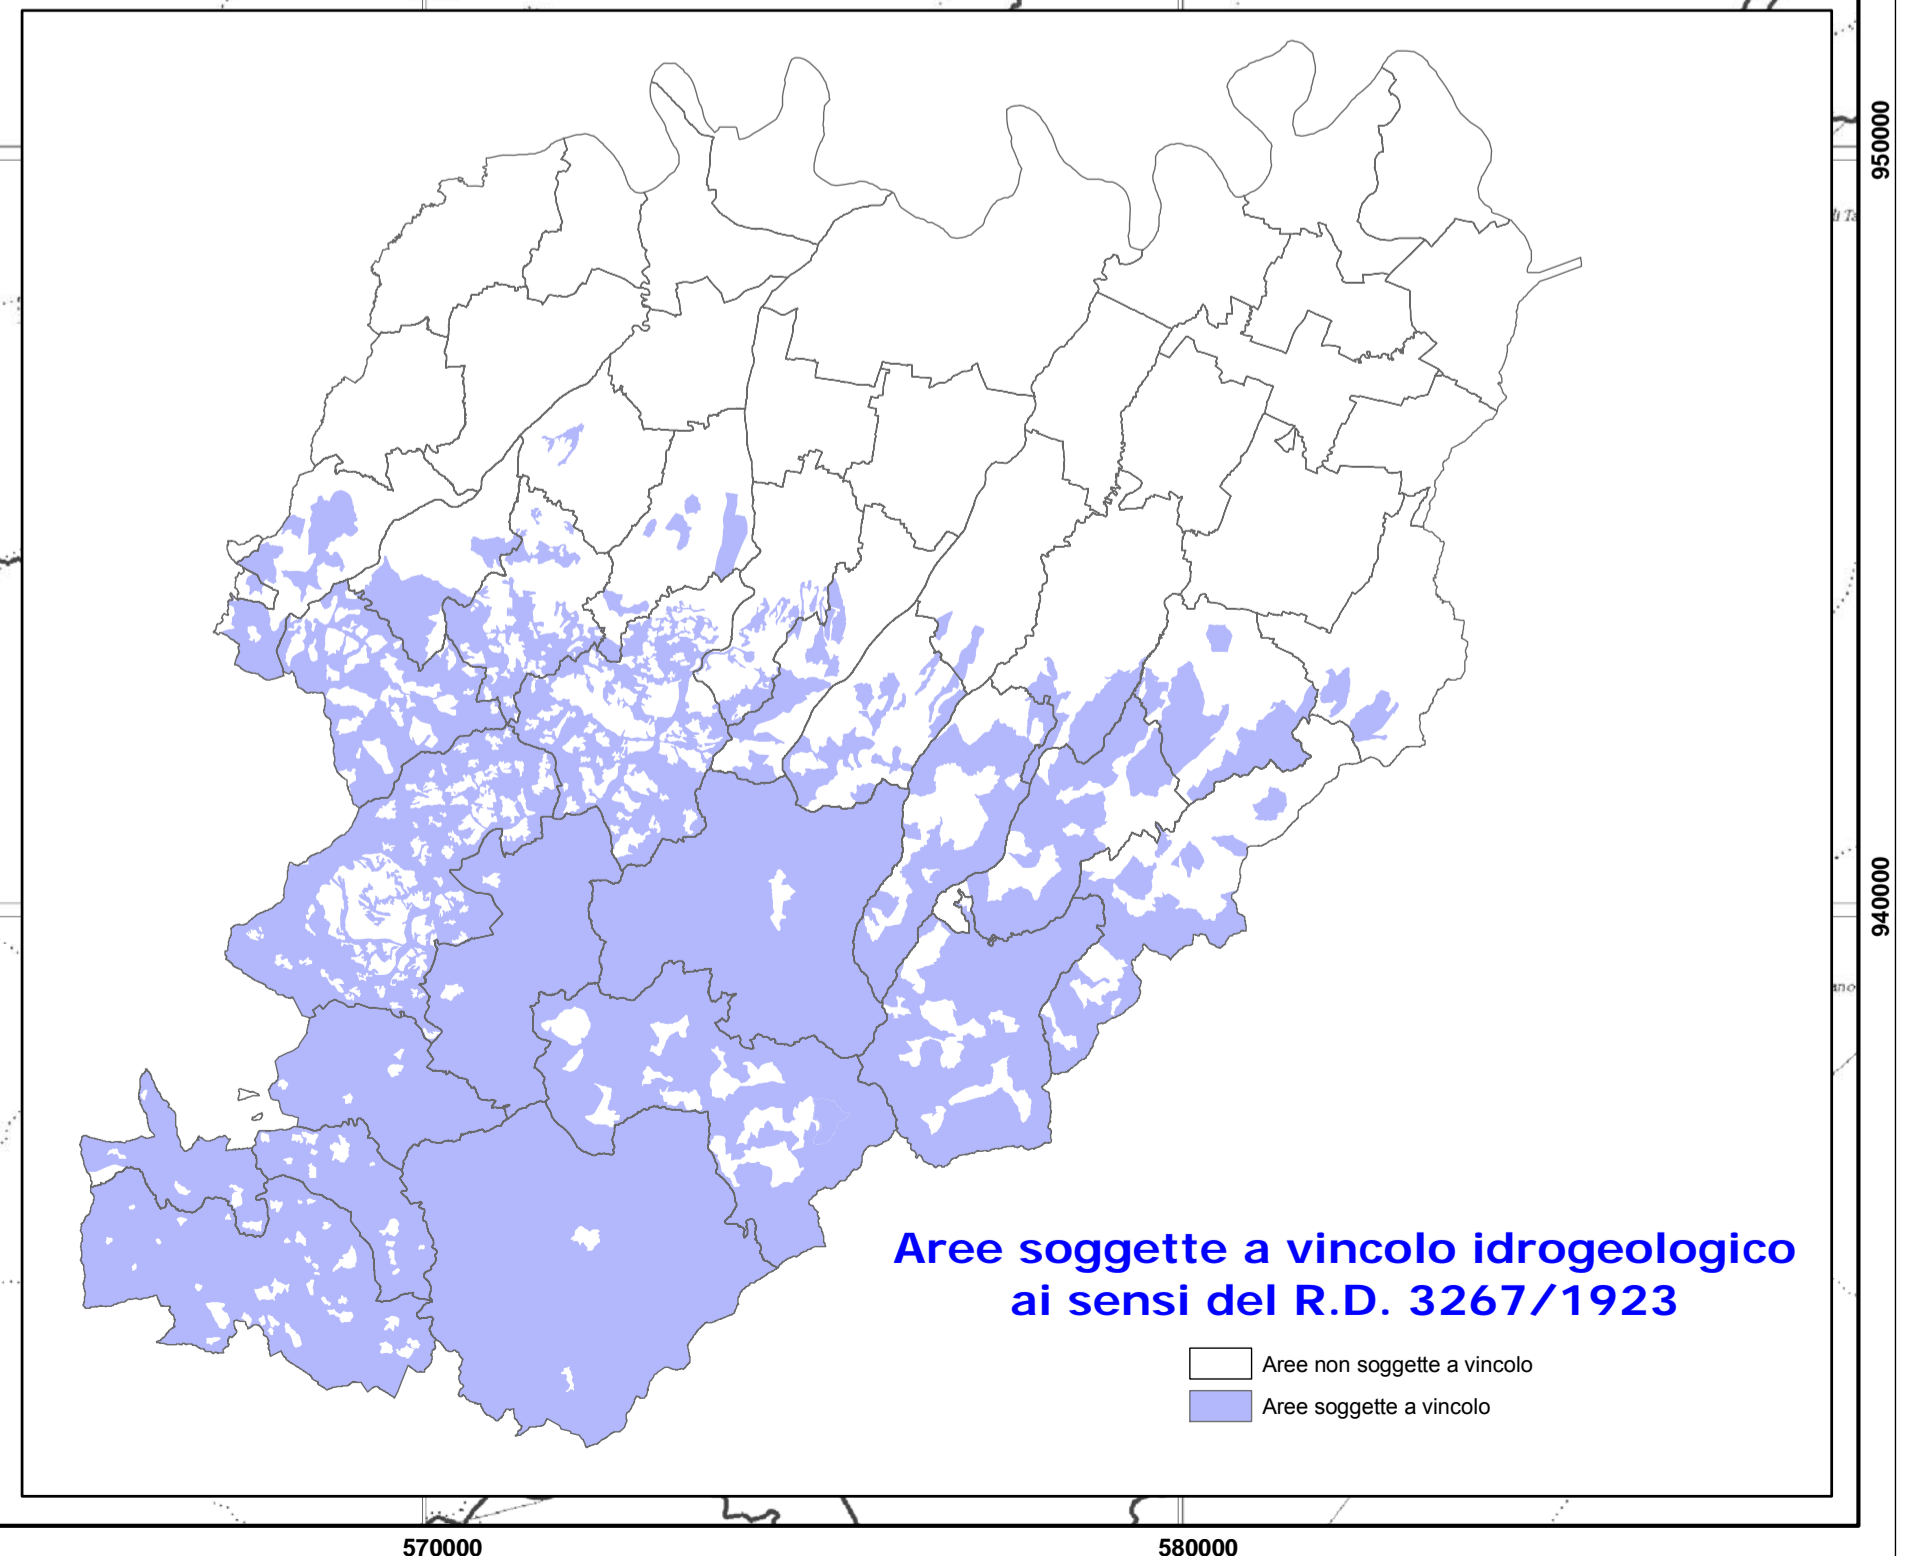 950000
940000
Aree soggette a vincolo idrogeologico
ai sensi del R.D. 3267/1923
Aree non soggette a vincolo
Aree soggette a vincolo
570000
580000